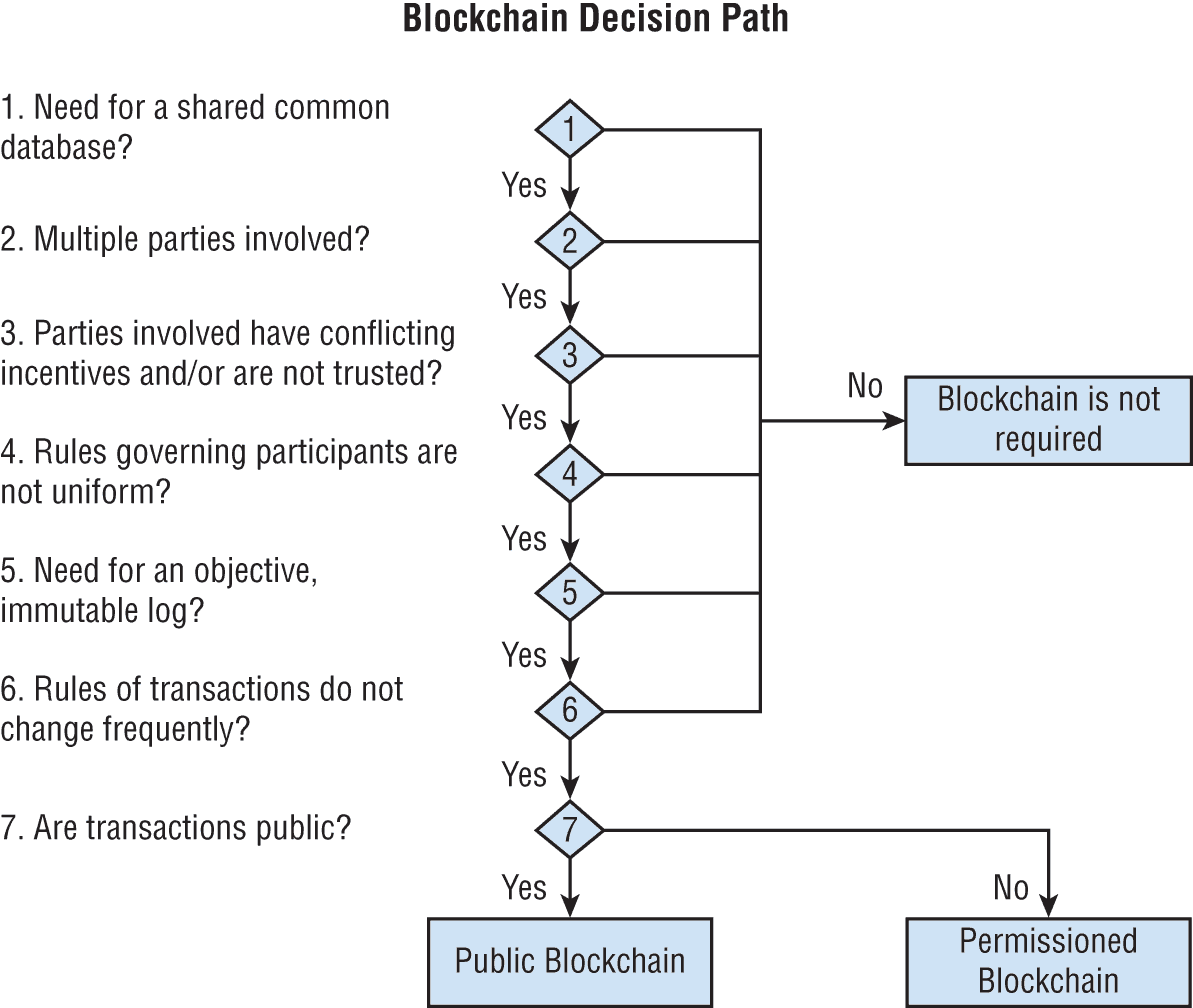 Blockchain Decision Path
1. Need for a shared common
database?
1
Yes
2. Multiple parties involved?
2
Yes
3. Parties involved have conflicting
incentives and/or are not trusted?
3
No
Blockchain is not
required
Yes
4. Rules governing participants are
not uniform?
4
Yes
5. Need for an objective,
immutable log?
5
Yes
6. Rules of transactions do not
change frequently?
6
Yes
7. Are transactions public?
7
Yes
No
Public Blockchain
Permissioned
Blockchain